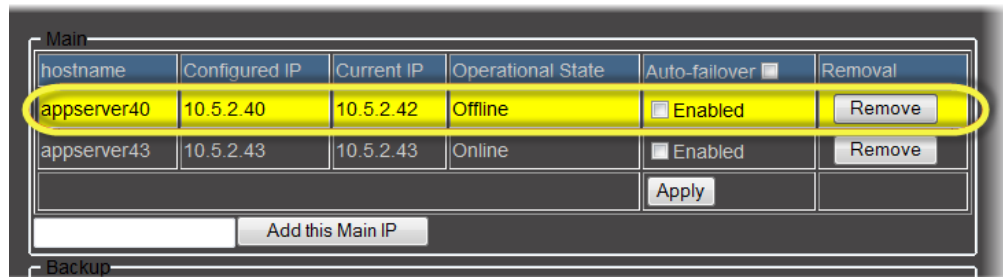 Main
hostname Configured IP Current IP Operational State Auto-failover Removal
appserver40 10.5.2.40 10.5.2.42 Offline Enabled Remove
appserver43 10.5.2.43 10.5.2.43 Online Enabled Remove
Apply
Add this Main IP
Backup